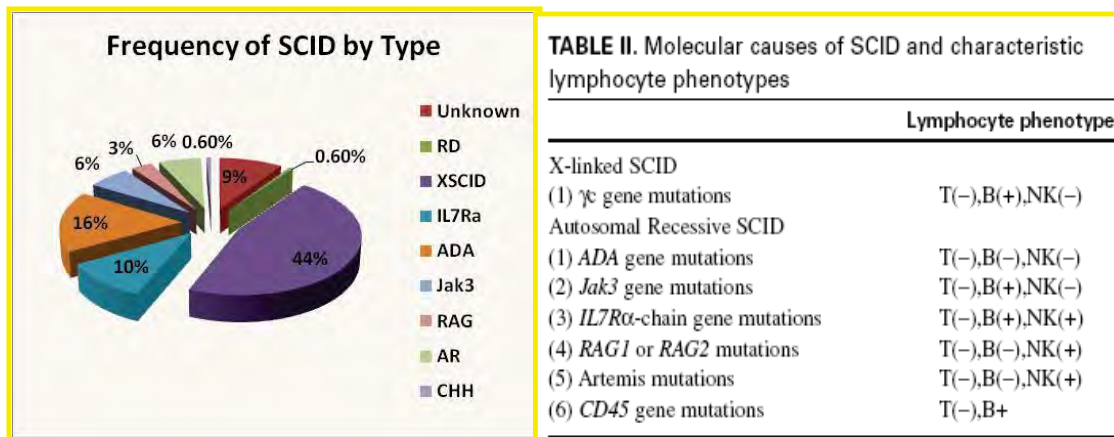 Frequency of SCID by Type
Unknown
RD
XSCID
IL7Ra
ADA
Jak3
RAG
AR
CHH
9%
0.60%
44%
10%
16%
6%
3%
6%
0.60%
TABLE II. Molecular causes of SCID and characteristic
lymphocyte phenotypes
Lymphocyte phenotype
X-linked SCID
(1) γc gene mutations T(−),B(+),NK(−)
Autosomal Recessive SCID
(1) ADA gene mutations T(−),B(−),NK(−)
(2) Jak3 gene mutations T(−),B(+),NK(−)
(3) IL7Rα-chain gene mutations T(−),B(+),NK(+)
(4) RAG1 or RAG2 mutations T(−),B(−),NK(+)
(5) Artemis mutations T(−),B(−),NK(+)
(6) CD45 gene mutations T(−),B+